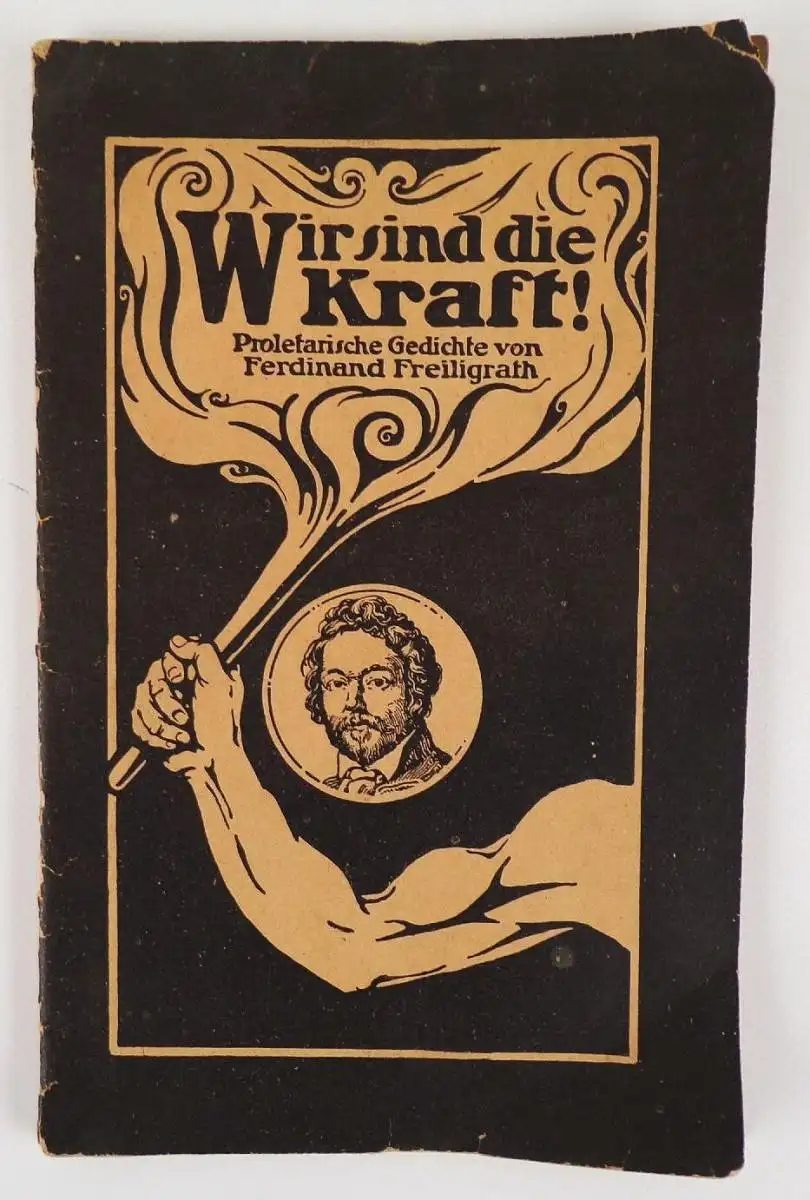 Wir sind die
Kraft!
Proletarische Gedichte von
Ferdinand Freiligrath